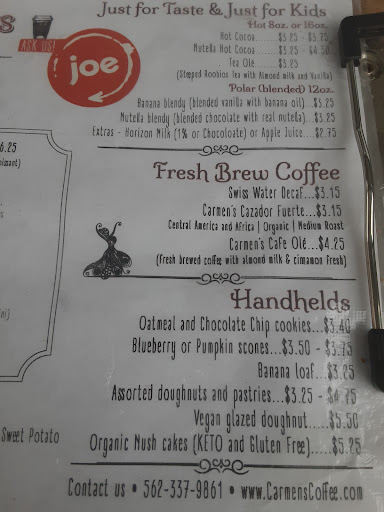 ASK US!
joe
Just for Taste & Just for Kids
Hot 8oz. or 16oz.
Hot Cocoa.........$3.25 - $3.75
Nutella Hot Cocoa.........$3.25 - $4.50
Tea Olé.........$3.25
(Steeped Rooibos Tea with Almond milk and Vanilla)
Polar (blended) 12oz.
Banana blendy (blended vanilla with banana oil)...$5.25
Nutella blendy (blended chocolate with real nutella)...$5.25
Extras - Horizon Milk (1% or Chocoloate) or Apple Juice....$2.75
6.25
Fresh Brew Coffee
Swiss Water Decaf...$3.15
Carmen's Cazador Fuerte...$3.15
Central America and Africa | Organic | Medium Roast
Carmen's Cafe Olé...$4.25
(Fresh brewed coffee with almond milk & cinamon Fresh)
Handhelds
Oatmeal and Chocolate Chip cookies...$3.40
Blueberry or Pumpkin scones...$3.50 - $3.75
Banana loaf...$3.25
Assorted doughnuts and pastries...$3.25 - $4.75
Vegan glazed doughnut......$5.50
Sweet Potato
Organic Nush cakes (KETO and Gluten Free).....$5.25
Contact us • 562-337-9861 • www.CarmensCoffee.com